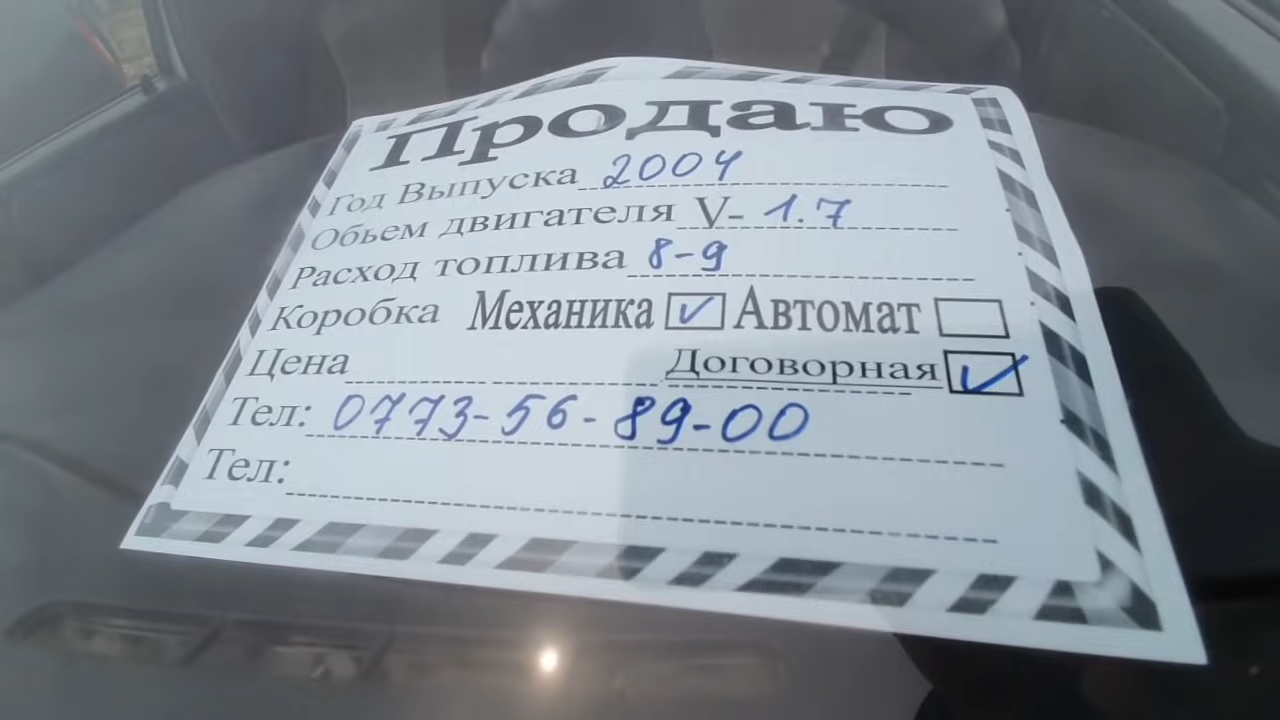 Продаю
Год Выпуска 2004
Обьем двигателя V- 1.7
Расход топлива 8-9
Коробка Механика ✓ Автомат
Цена Договорная ✓
Тел: 0773-56-89-00
Тел: